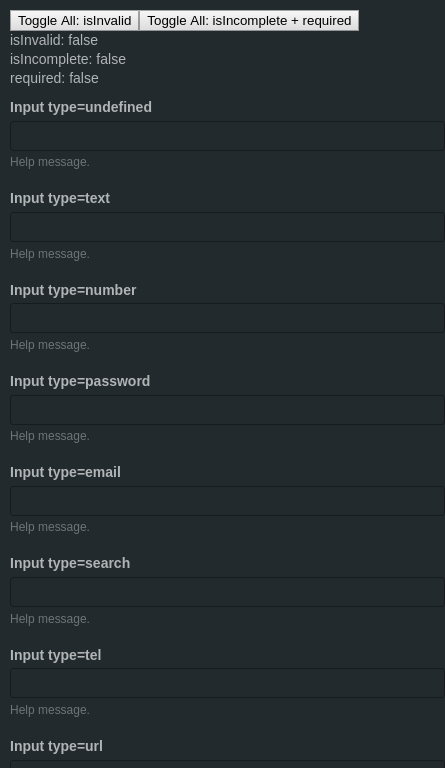 Toggle All: isInvalid Toggle All: isIncomplete + required
isInvalid: false
isIncomplete: false
required: false
Input type=undefined
Help message.
Input type=text
Help message.
Input type=number
Help message.
Input type=password
Help message.
Input type=email
Help message.
Input type=search
Help message.
Input type=tel
Help message.
Input type=url